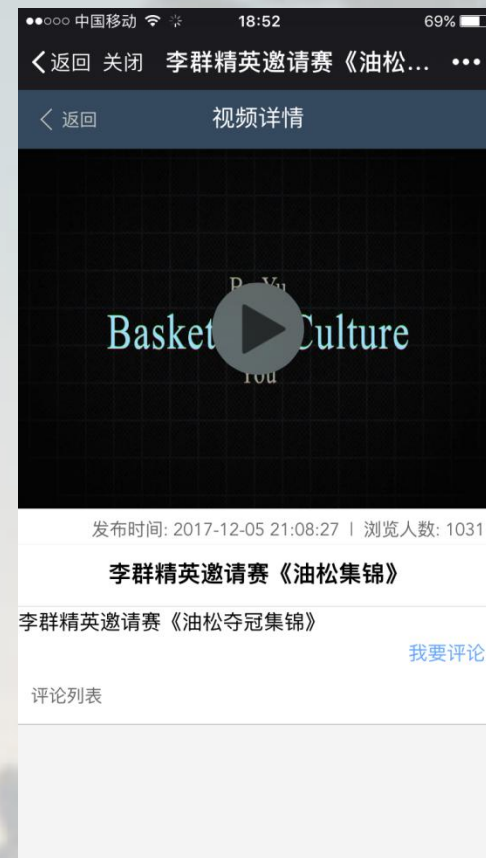 中国移动 18:52 69%
返回 关闭 李群精英邀请赛《油松... •••
返回 视频详情
Culture
发布时间: 2017-12-05 21:08:27 | 浏览人数: 1031
李群精英邀请赛《油松集锦》
李群精英邀请赛《油松夺冠集锦》
我要评论
评论列表